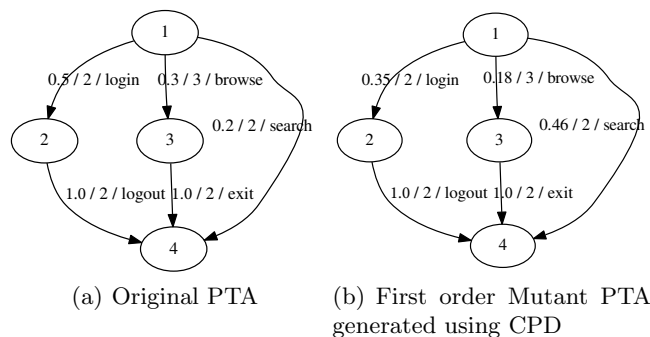 1
0.5 / 2 / login
0.3 / 3 / browse
2
3
0.2 / 2 / search
1.0 / 2 / logout
1.0 / 2 / exit
4
(a) Original PTA
1
0.35 / 2 / login
0.18 / 3 / browse
2
3
0.46 / 2 / search
1.0 / 2 / logout
1.0 / 2 / exit
4
(b) First order Mutant PTA
generated using CPD